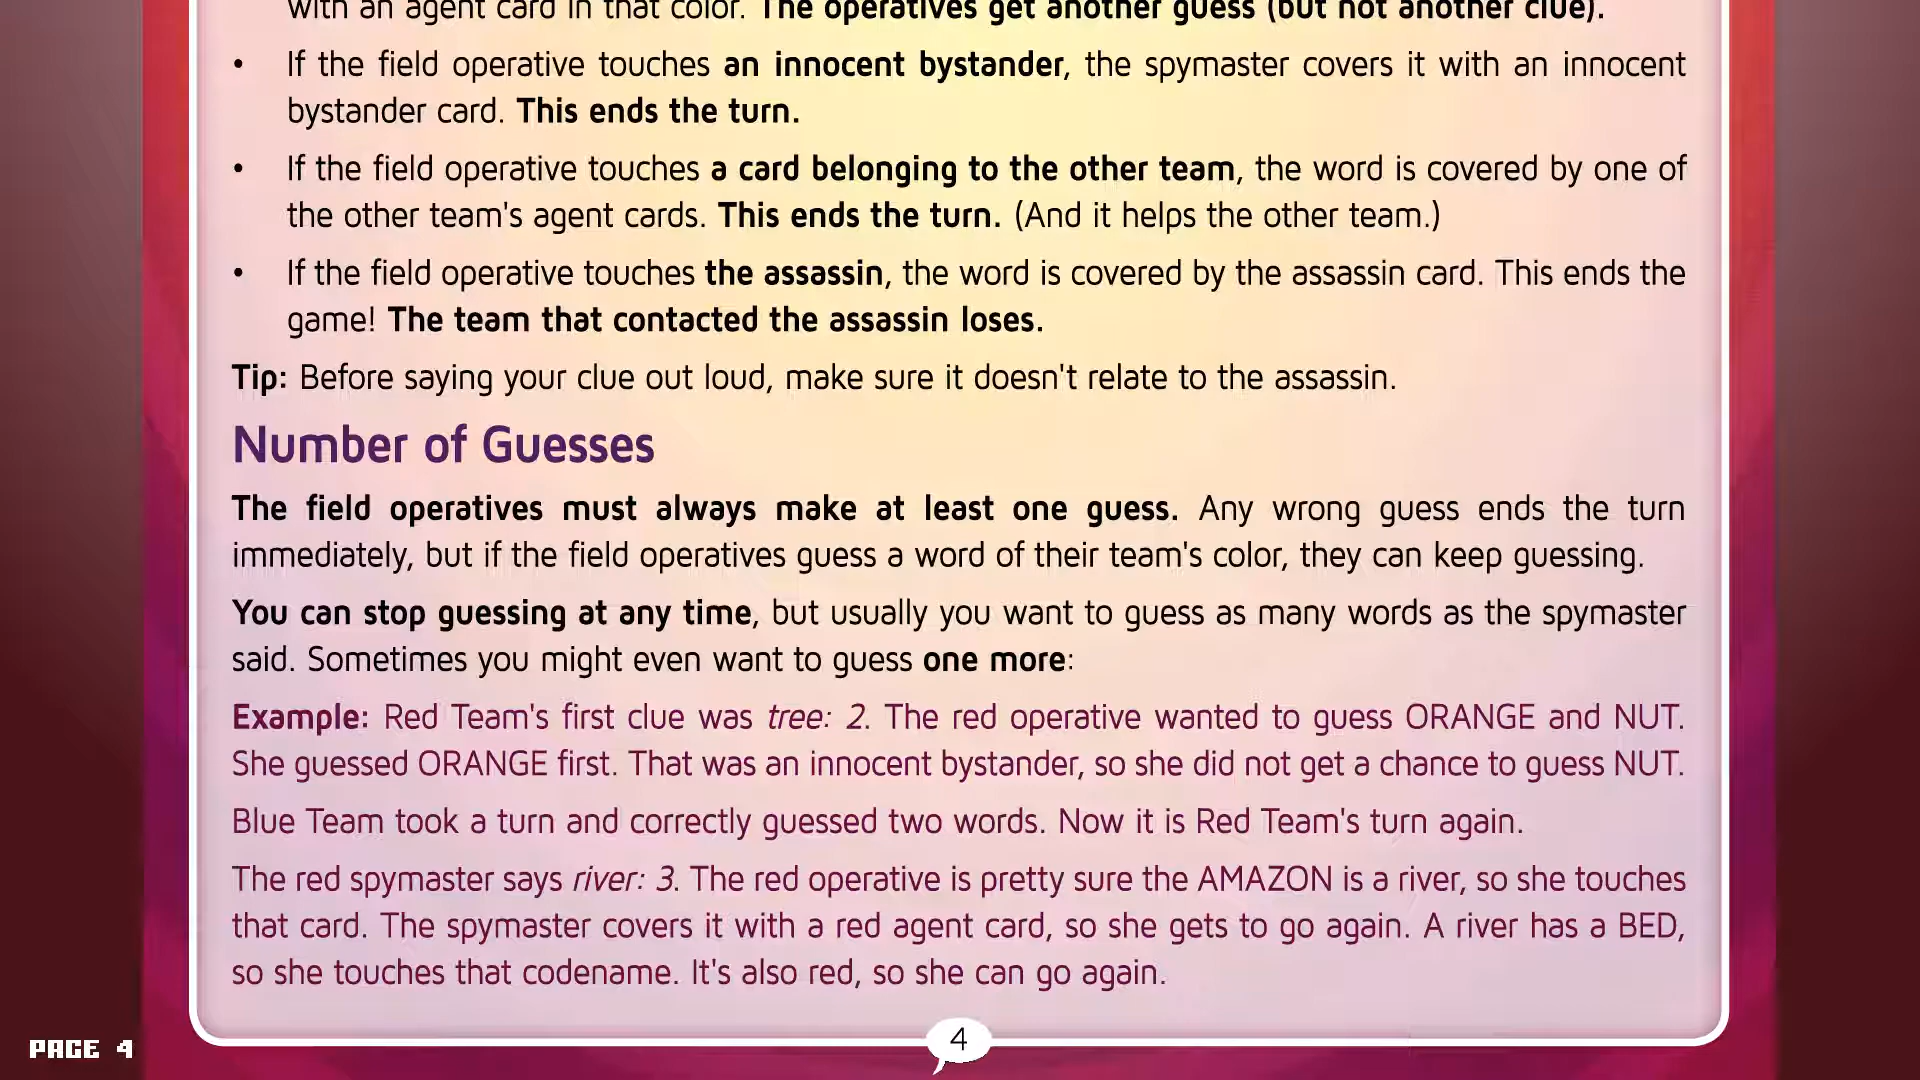 with an agent card in that color. The operatives get another guess (but not another clue).
• If the field operative touches an innocent bystander, the spymaster covers it with an innocent
bystander card. This ends the turn.
• If the field operative touches a card belonging to the other team, the word is covered by one of
the other team's agent cards. This ends the turn. (And it helps the other team.)
• If the field operative touches the assassin, the word is covered by the assassin card. This ends the
game! The team that contacted the assassin loses.
Tip: Before saying your clue out loud, make sure it doesn't relate to the assassin.
Number of Guesses
The field operatives must always make at least one guess. Any wrong guess ends the turn
immediately, but if the field operatives guess a word of their team's color, they can keep guessing.
You can stop guessing at any time, but usually you want to guess as many words as the spymaster
said. Sometimes you might even want to guess one more:
Example: Red Team's first clue was tree: 2. The red operative wanted to guess ORANGE and NUT.
She guessed ORANGE first. That was an innocent bystander, so she did not get a chance to guess NUT.
Blue Team took a turn and correctly guessed two words. Now it is Red Team's turn again.
The red spymaster says river: 3. The red operative is pretty sure the AMAZON is a river, so she touches
that card. The spymaster covers it with a red agent card, so she gets to go again. A river has a BED,
so she touches that codename. It's also red, so she can go again.
4
PAGE 4